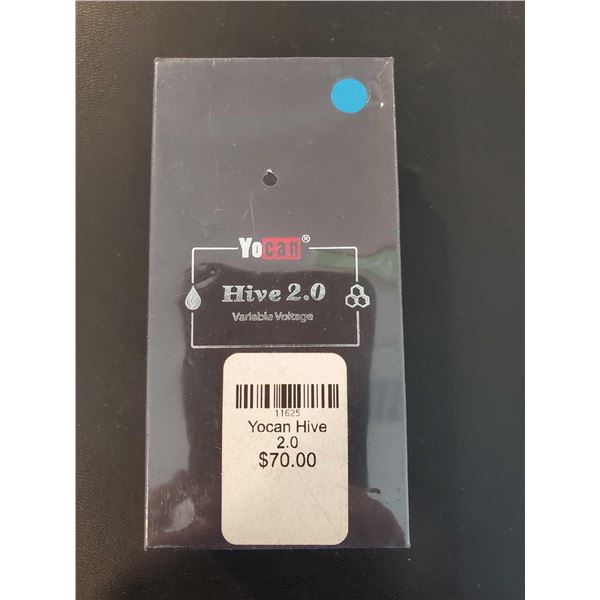 Yocan®
Hive 2.0
Variable Voltage
11625
Yocan Hive
2.0
$70.00